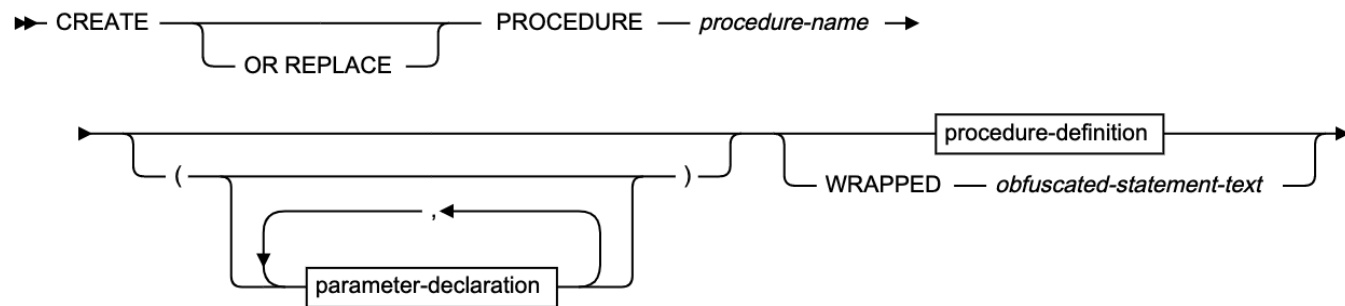 CREATE PROCEDURE procedure-name
OR REPLACE
procedure-definition
( )
WRAPPED obfuscated-statement-text
,
parameter-declaration